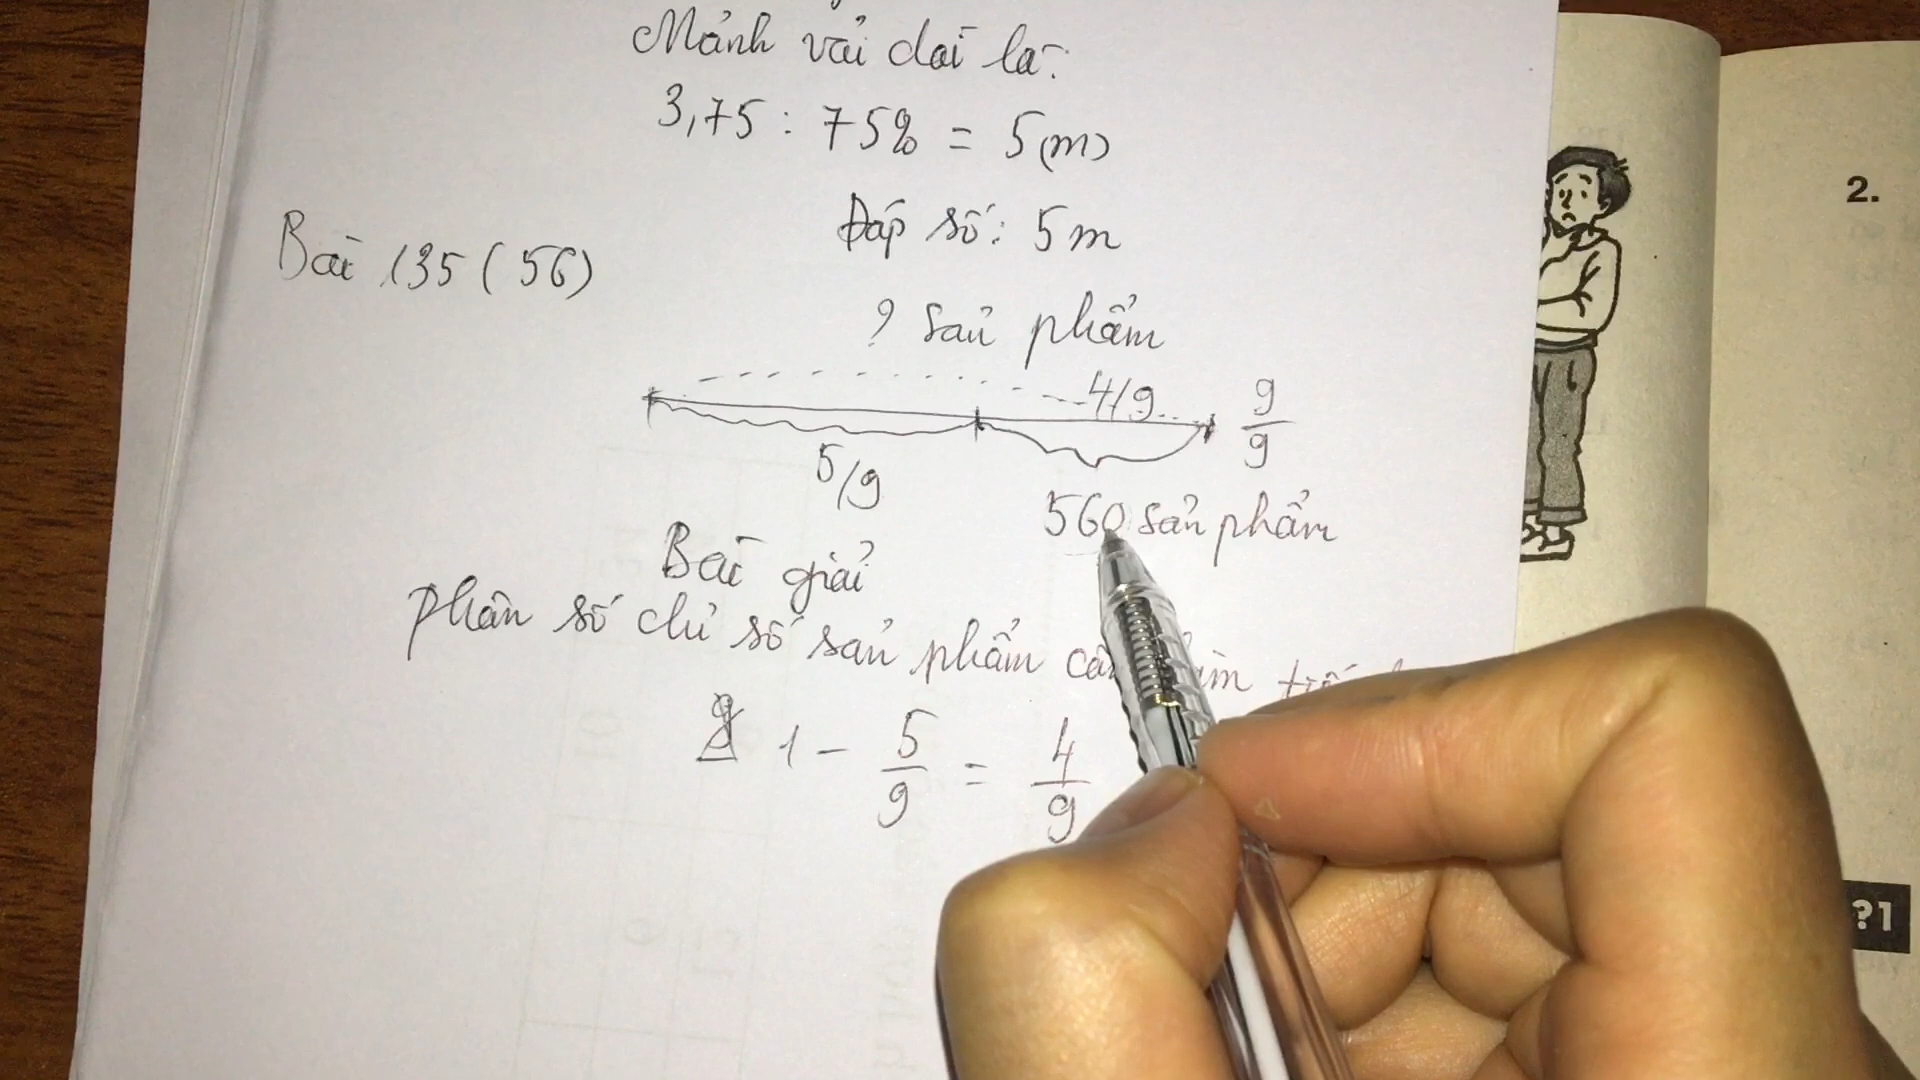 Mảnh vải dài là:
3,75 : 75% = 5(m)
Đáp số: 5m
Bài 135 (56)
? sản phẩm
4/9
9/9
5/9
560 sản phẩm
Bài giải
phân số chỉ số sản phẩm
1 - 5/9 = 4/9
2.
?1